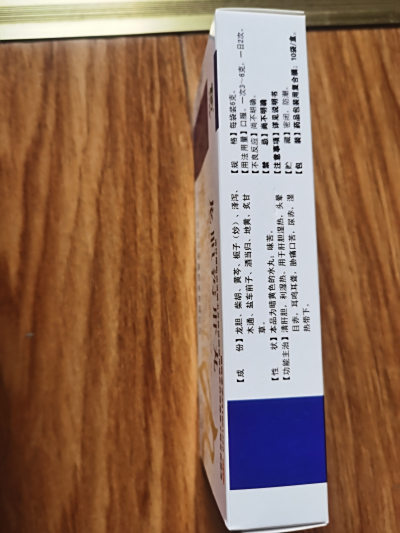 【成 份】龙胆、柴胡、黄芩、栀子（炒）、泽泻、
木通、盐车前子、酒当归、地黄、炙甘
草。
【性 状】本品为暗黄色的水丸；味苦。
【功能主治】清肝胆，利湿热。用于肝胆湿热，头晕
目赤，耳鸣耳聋，胁痛口苦，尿赤，湿
热带下。
【规 格】每袋装6克。
【用法用量】口服。一次3～6克，一日2次。
【不良反应】尚不明确。
【禁 忌】尚不明确
【注意事项】详见说明书
【贮 藏】密闭，防潮。
【包 装】药品包装用复合膜；10袋/盒。